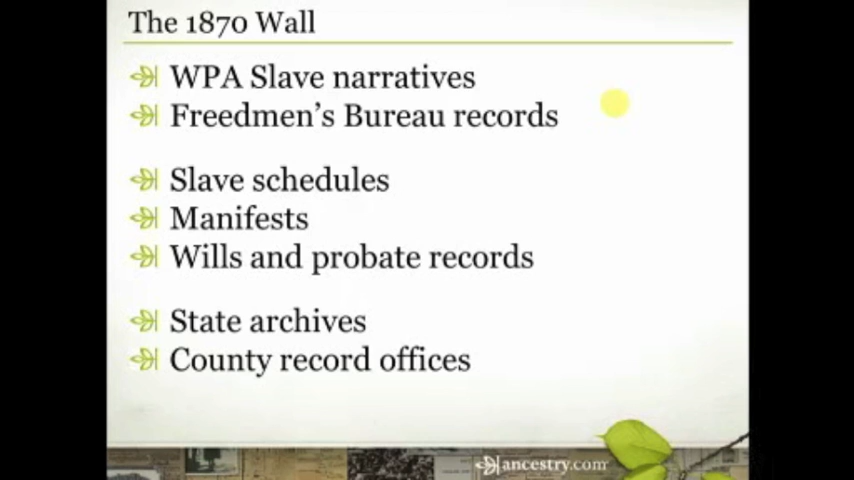 The 1870 Wall
WPA Slave narratives
Freedmen's Bureau records
Slave schedules
Manifests
Wills and probate records
State archives
County record offices
ancestry.com